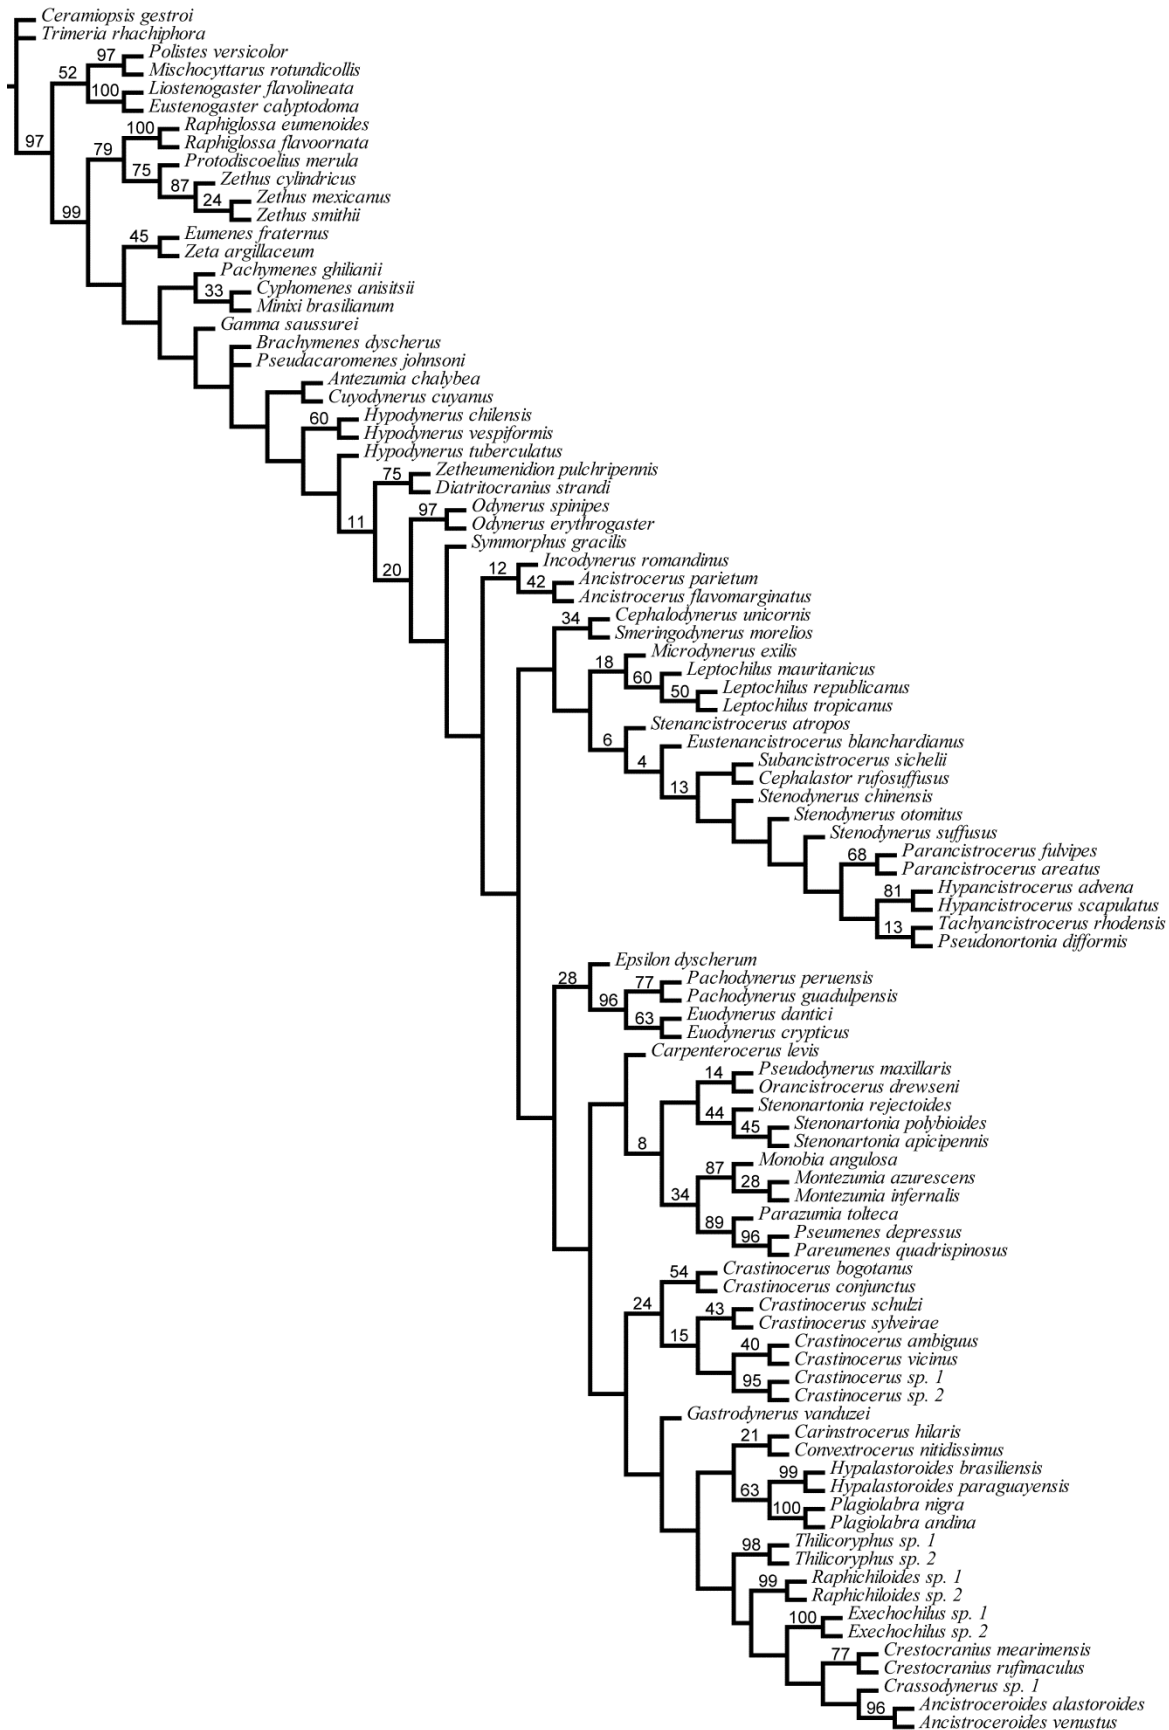 Ceramiopsis gestroi
Trimeria rhachiphora
97 Polistes versicolor
52 Mischocyttarus rotundicollis
100 Liostenogaster flavolineata
Eustenogaster calyptodoma
100 Raphiglossa eumenoides
97 79 Raphiglossa flavoornata
75 Protodiscoelius merula
87 Zethus cylindricus
24 Zethus mexicanus
99 Zethus smithii
45 Eumenes fraternus
Zeta argillaceum
Pachymenes ghilianii
33 Cyphomenes anisitsii
Minixi brasilianum
Gamma saussurei
Brachymenes dyscherus
Pseudacaromenes johnsoni
Antezumia chalybea
Cuyodynerus cuyanus
60 Hypodynerus chilensis
Hypodynerus vespiformis
Hypodynerus tuberculatus
75 Zetheumenidion pulchripennis
Diatritocranius strandi
97 Odynerus spinipes
11 Odynerus erythrogaster
Symmorphus gracilis
20 12 Incodynerus romandinus
42 Ancistrocerus parietum
Ancistrocerus flavomarginatus
34 Cephalodynerus unicornis
Smeringodynerus morelios
18 Microdynerus exilis
60 Leptochilus mauritanicus
50 Leptochilus republicanus
Leptochilus tropicanus
6 Stenancistrocerus atropos
4 Eustenancistrocerus blanchardianus
Subancistrocerus sichelii
13 Cephalastor rufosuffusus
Stenodynerus chinensis
Stenodynerus otomitus
Stenodynerus suffusus
68 Parancistrocerus fulvipes
Parancistrocerus areatus
81 Hypancistrocerus advena
Hypancistrocerus scapulatus
13 Tachyancistrocerus rhodensis
Pseudonortonia difformis
Epsilon dyscherum
28 77 Pachodynerus peruensis
96 Pachodynerus guadulpensis
63 Euodynerus dantici
Euodynerus crypticus
Carpenterocerus levis
14 Pseudodynerus maxillaris
Orancistrocerus drewseni
44 Stenonartonia rejectoides
45 Stenonartonia polybioides
8 Stenonartonia apicipennis
87 Monobia angulosa
28 Montezumia azurescens
34 Montezumia infernalis
89 Parazumia tolteca
96 Pseumenes depressus
Pareumenes quadrispinosus
54 Crastinocerus bogotanus
Crastinocerus conjunctus
24 43 Crastinocerus schulzi
15 Crastinocerus sylveirae
40 Crastinocerus ambiguus
Crastinocerus vicinus
95 Crastinocerus sp. 1
Crastinocerus sp. 2
Gastrodynerus vanduzei
21 Carinstrocerus hilaris
Convextrocerus nitidissimus
99 Hypalastoroides brasiliensis
63 Hypalastoroides paraguayensis
100 Plagiolabra nigra
Plagiolabra andina
98 Thilicoryphus sp. 1
Thilicoryphus sp. 2
99 Raphichiloides sp. 1
Raphichiloides sp. 2
100 Exechochilus sp. 1
Exechochilus sp. 2
77 Crestocranius mearimensis
Crestocranius rufimaculus
Crassodynerus sp. 1
96 Ancistroceroides alastoroides
Ancistroceroides venustus